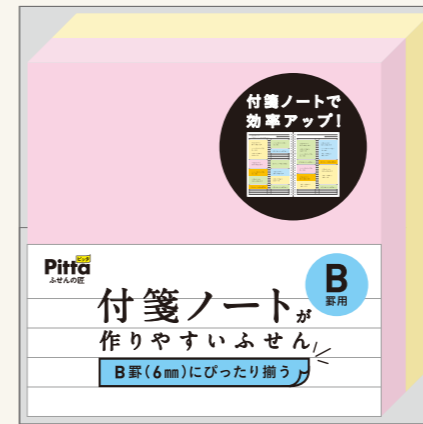 付箋ノートで
効率アップ!
Pitta
ピッタ
ふせんの匠
B
罫用
付箋ノートが
作りやすいふせん
B罫(6㎜)にぴったり揃う